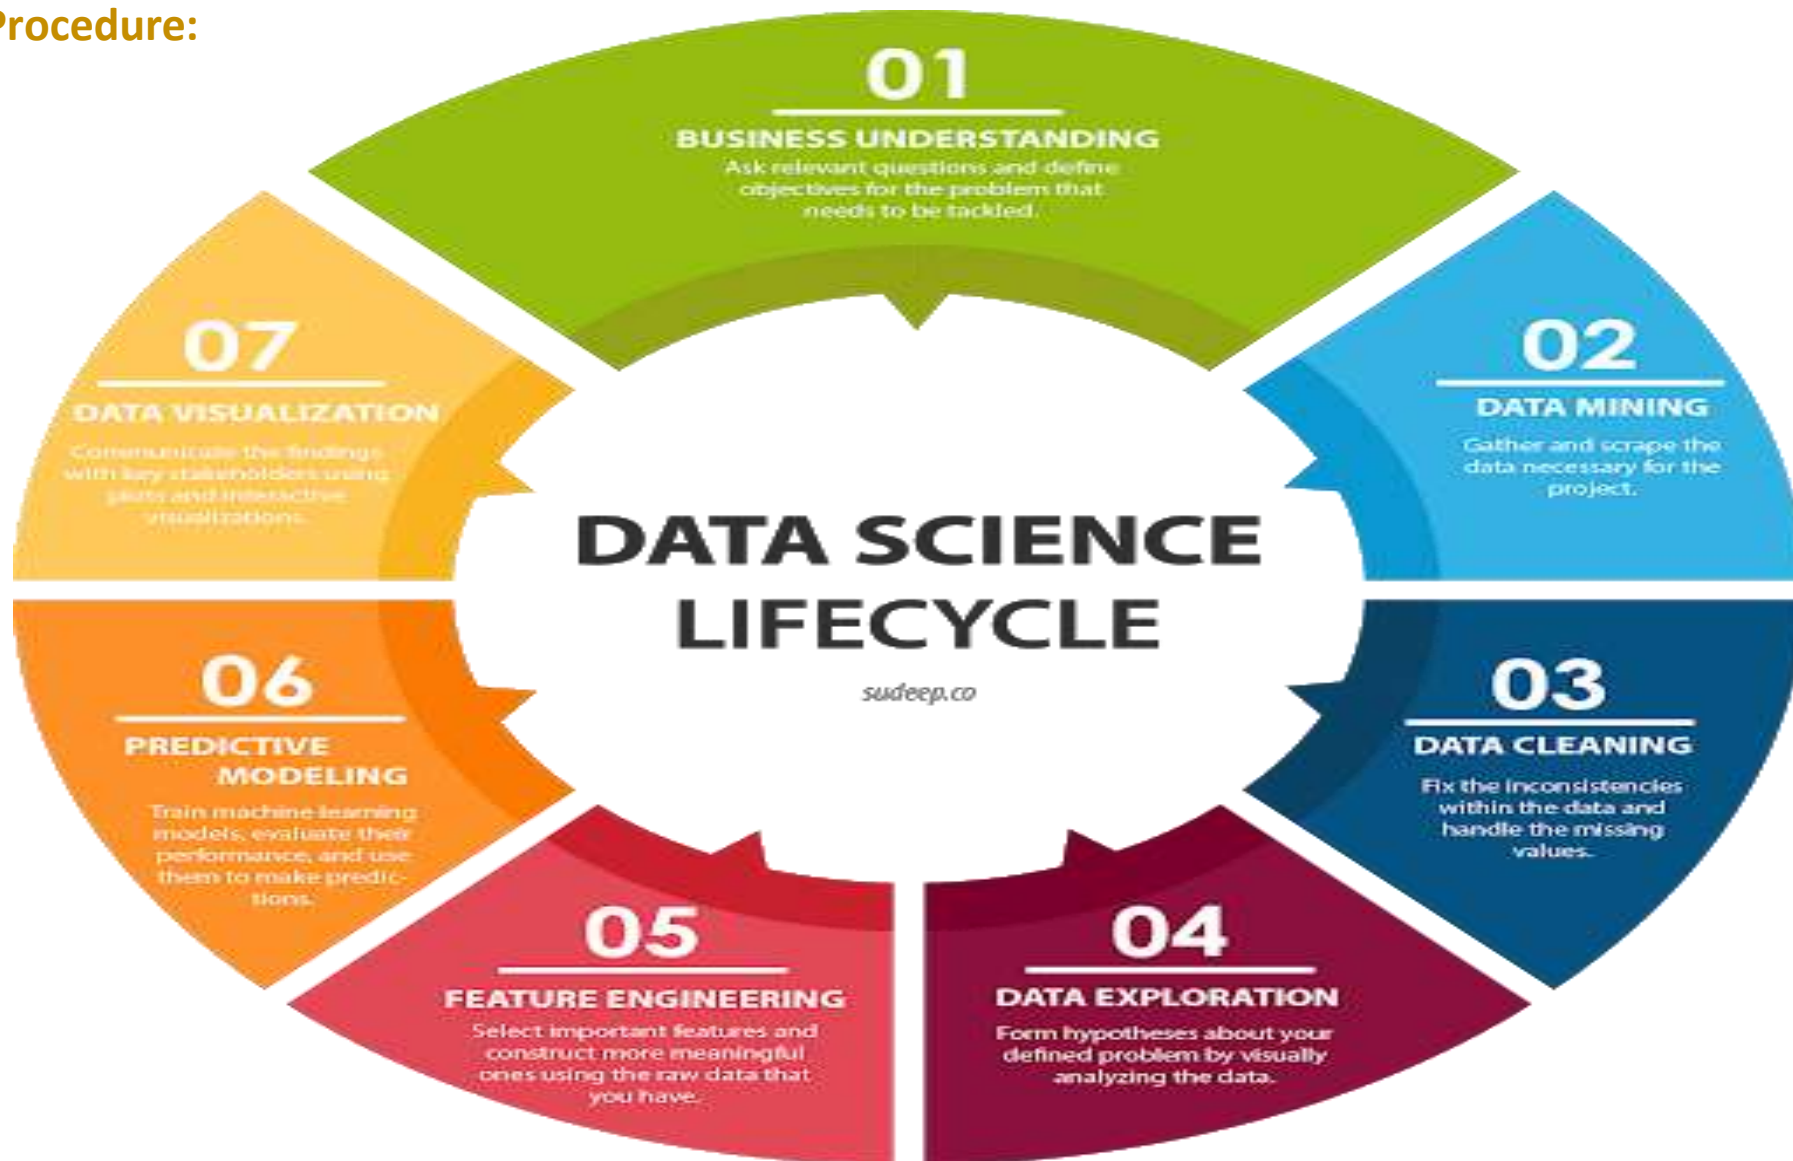 Procedure:
01
BUSINESS UNDERSTANDING
Ask relevant questions and define
objectives for the problem that
needs to be tackled.
02
DATA MINING
Gather and scrape the
data necessary for the
project.
03
DATA CLEANING
Fix the inconsistencies
within the data and
handle the missing
values.
04
DATA EXPLORATION
Form hypotheses about your
defined problem by visually
analyzing the data.
05
FEATURE ENGINEERING
Select important features and
construct more meaningful
ones using the raw data that
you have.
06
PREDICTIVE
MODELING
Train machine learning
models, evaluate their
performance, and use
them to make predic-
tions.
07
DATA VISUALIZATION
Communicate the findings
with key stakeholders using
plots and interactive
visualizations.
DATA SCIENCE
LIFECYCLE
sudeep.co